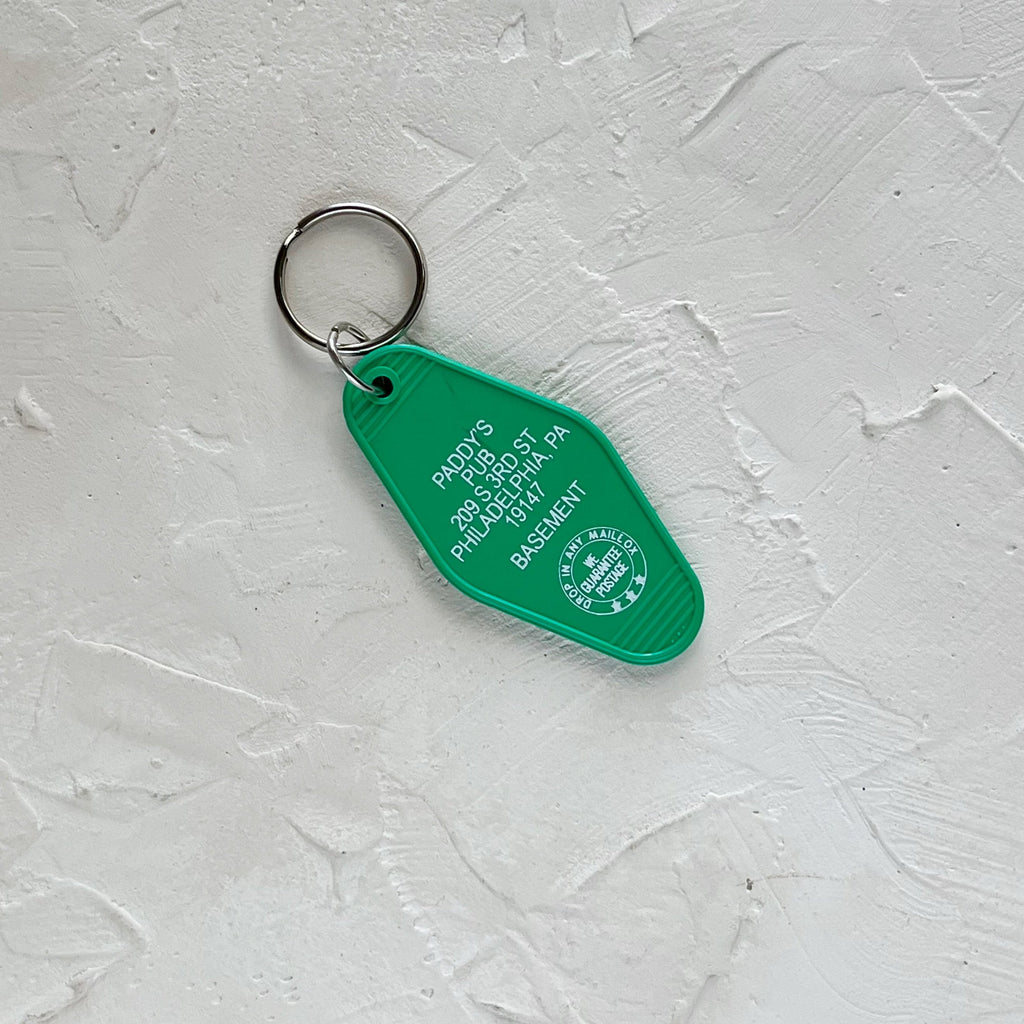 PADDY'S
PUB
209 S 3RD ST
PHILADELPHIA, PA
19147
BASEMENT
DROP IN ANY MAILBOX
WE
GUARANTEE
POSTAGE